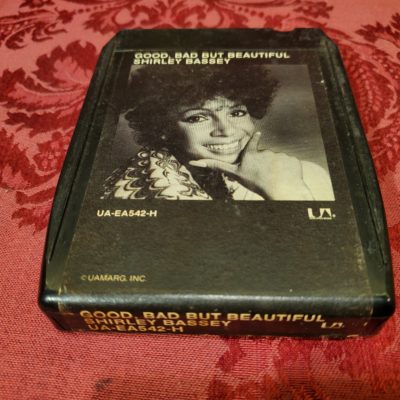 GOOD, BAD BUT BEAUTIFUL
SHIRLEY BASSEY
UA-EA542-H
UA
©UAMARG, INC.
GOOD, BAD BUT BEAUTIFUL
SHIRLEY BASSEY
UA-EA542-H
UA